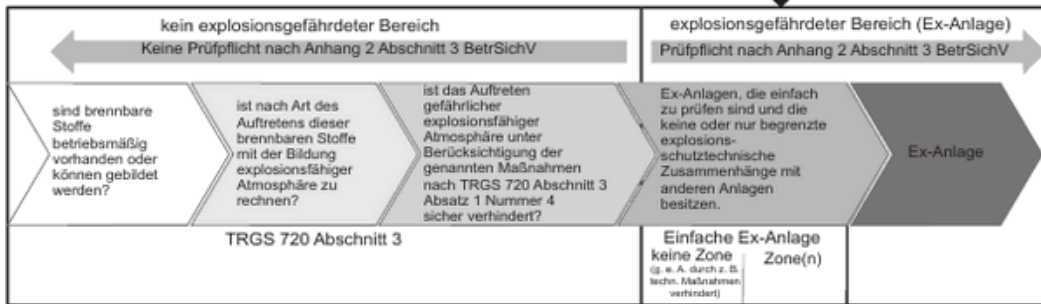 kein explosionsgefährdeter Bereich
explosionsgefährdeter Bereich (Ex-Anlage)
Keine Prüfpflicht nach Anhang 2 Abschnitt 3 BetrSichV
Prüfpflicht nach Anhang 2 Abschnitt 3 BetrSichV
sind brennbare
Stoffe
betriebsmäßig
vorhanden oder
können gebildet
werden?
ist nach Art des
Auftretens dieser
brennbaren Stoffe
mit der Bildung
explosionsfähiger
Atmosphäre zu
rechnen?
ist das Auftreten
gefährlicher
explosionsfähiger
Atmosphäre unter
Berücksichtigung der
genannten Maßnahmen
nach TRGS 720 Abschnitt 3
Absatz 1 Nummer 4
sicher verhindert?
Ex-Anlagen, die einfach
zu prüfen sind und die
keine oder nur begrenzte
explosions-
schutztechnische
Zusammenhänge mit
anderen Anlagen
besitzen.
Ex-Anlage
TRGS 720 Abschnitt 3
Einfache Ex-Anlage
keine Zone
(g. e. A. durch z. B.
techn. Maßnahmen
verhindert)
Zone(n)